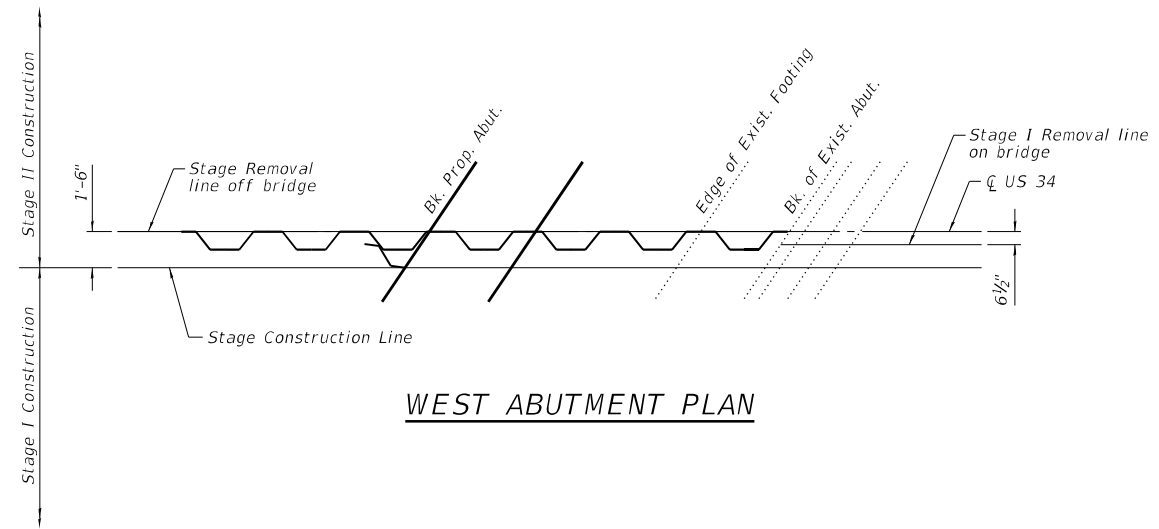 Stage II Construction
Stage I Construction
1'-6"
Stage Removal
line off bridge
Bk. Prop. Abut.
Edge of Exist. Footing
Bk. of Exist. Abut.
Stage I Removal line
on bridge
℄ US 34
6½"
Stage Construction Line
WEST ABUTMENT PLAN